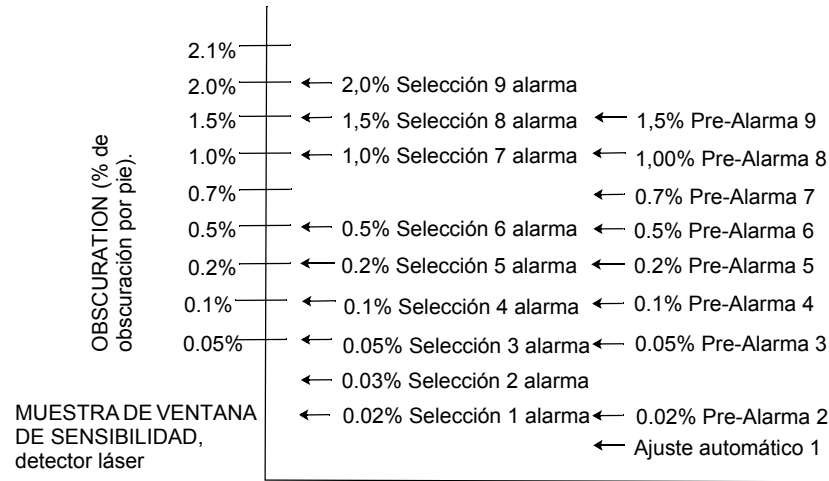 2.1%
2.0% 2,0% Selección 9 alarma
1.5% 1,5% Selección 8 alarma 1,5% Pre-Alarma 9
1.0% 1,0% Selección 7 alarma 1,00% Pre-Alarma 8
0.7% 0.7% Pre-Alarma 7
0.5% 0.5% Selección 6 alarma 0.5% Pre-Alarma 6
0.2% 0.2% Selección 5 alarma 0.2% Pre-Alarma 5
0.1% 0.1% Selección 4 alarma 0.1% Pre-Alarma 4
0.05% 0.05% Selección 3 alarma 0.05% Pre-Alarma 3
0.03% Selección 2 alarma
0.02% Selección 1 alarma 0.02% Pre-Alarma 2
Ajuste automático 1
OBSCURATION (% de
obscuración por pie).
MUESTRA DE VENTANA
DE SENSIBILIDAD,
detector láser